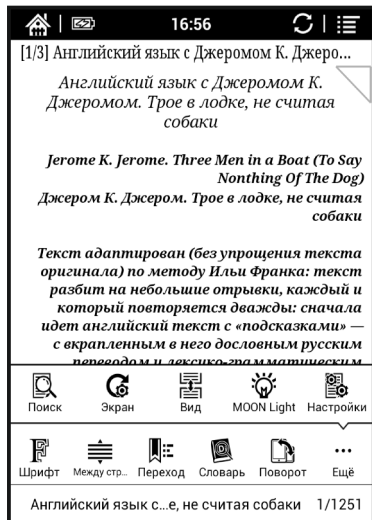 16:56
[1/3] Английский язык с Джеромом К. Джеро...
Английский язык с Джеромом К.
Джеромом. Трое в лодке, не считая
собаки
Jerome K. Jerome. Three Men in a Boat (To Say
Nonthing Of The Dog)
Джером К. Джером. Трое в лодке, не считая
собаки
Текст адаптирован (без упрощения текста
оригинала) по методу Ильи Франка: текст
разбит на небольшие отрывки, каждый и
который повторяется дважды: сначала
идет английский текст с «подсказками» —
с вкрапленным в него дословным русским
переводом и лексико-грамматическим
Поиск Экран Вид MOON Light Настройки
Шрифт Между стр... Переход Словарь Поворот Ещё
Английский язык с...е, не считая собаки 1/1251